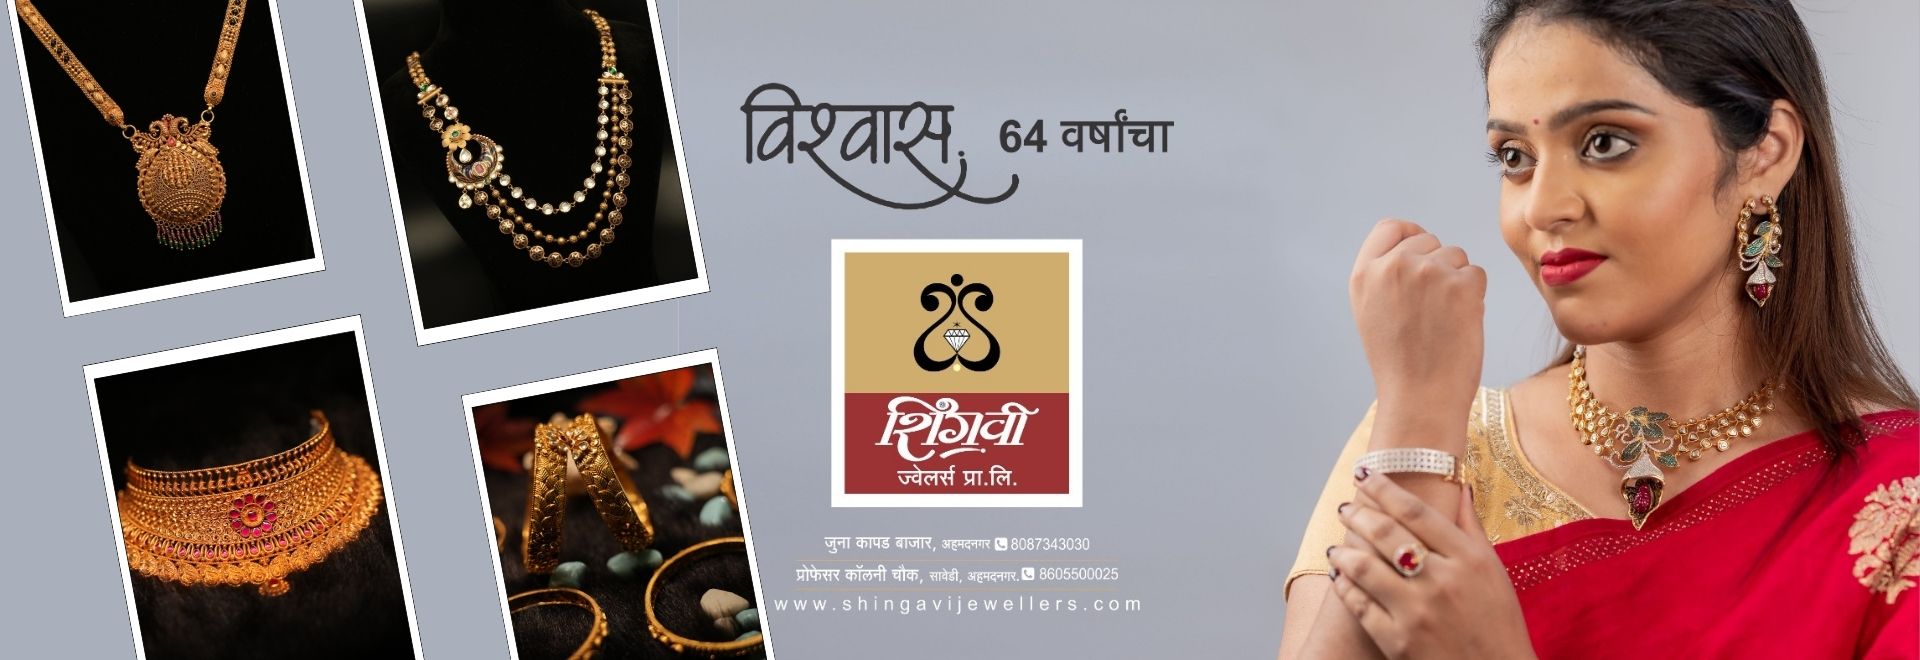 विश्वास. 64 वर्षांचा
शिंगवी
ज्वेलर्स प्रा.लि.
जुना कापड बाजार, अहमदनगर 8087343030
प्रोफेसर कॉलनी चौक, सावेडी, अहमदनगर. 8605500025
www.shingavijewellers.com